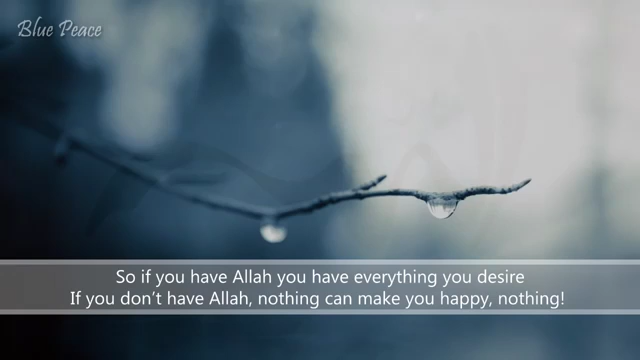 Blue Peace
So if you have Allah you have everything you desire
If you don't have Allah, nothing can make you happy, nothing!